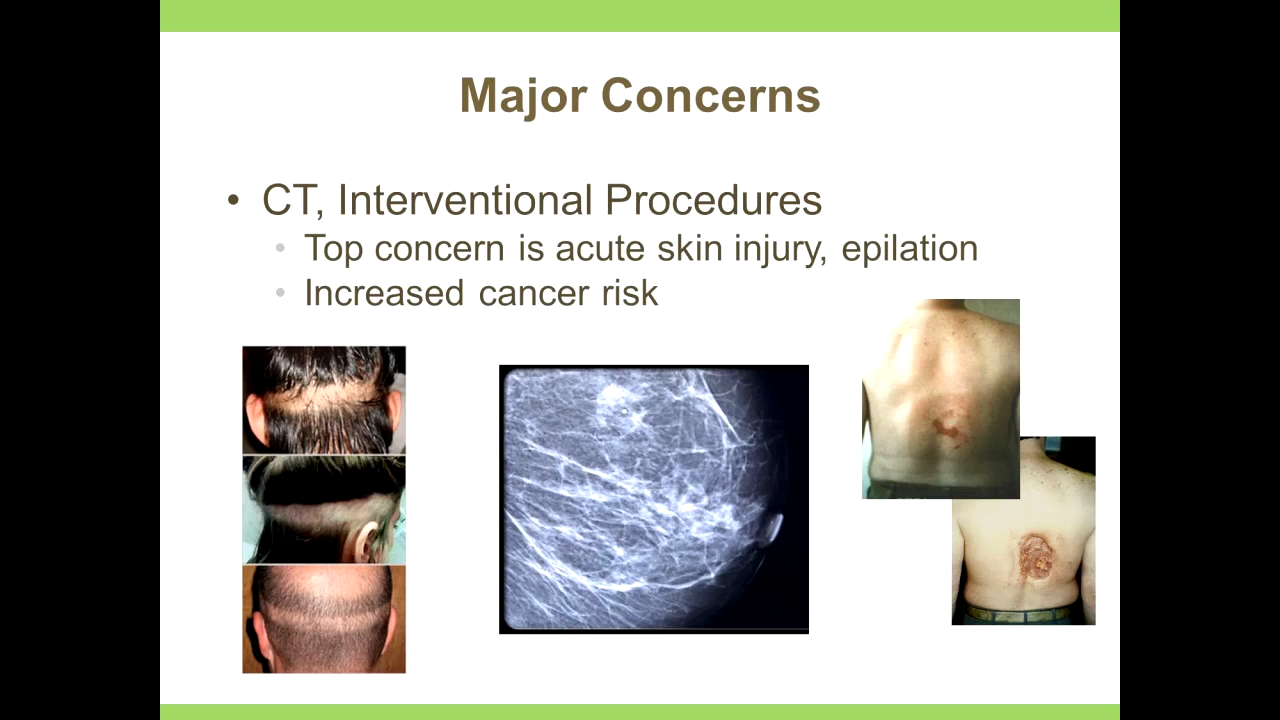 Major Concerns
• CT, Interventional Procedures
• Top concern is acute skin injury, epilation
• Increased cancer risk